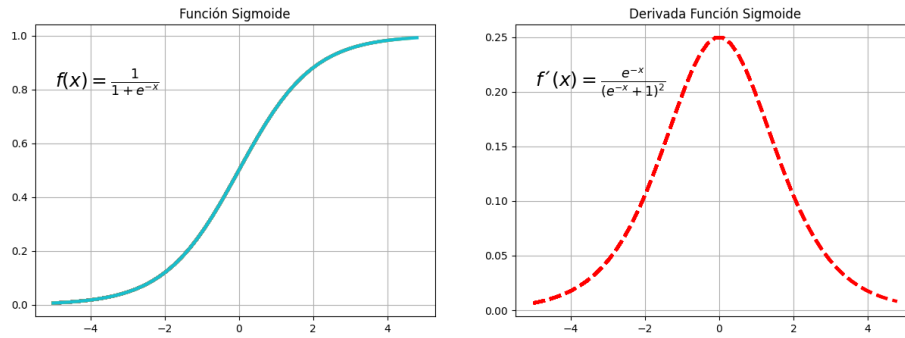 Función Sigmoide
f(x) = \frac{1}{1 + e^{-x}}
1.0
0.8
0.6
0.4
0.2
0.0
−4 −2 0 2 4
Derivada Función Sigmoide
f´(x) = \frac{e^{-x}}{(e^{-x}+1)^2}
0.25
0.20
0.15
0.10
0.05
0.00
−4 −2 0 2 4